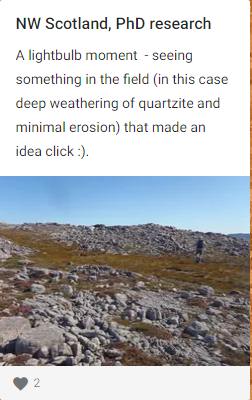 NW Scotland, PhD research
A lightbulb moment  - seeing
something in the field (in this case
deep weathering of quartzite and
minimal erosion) that made an
idea click :).
2